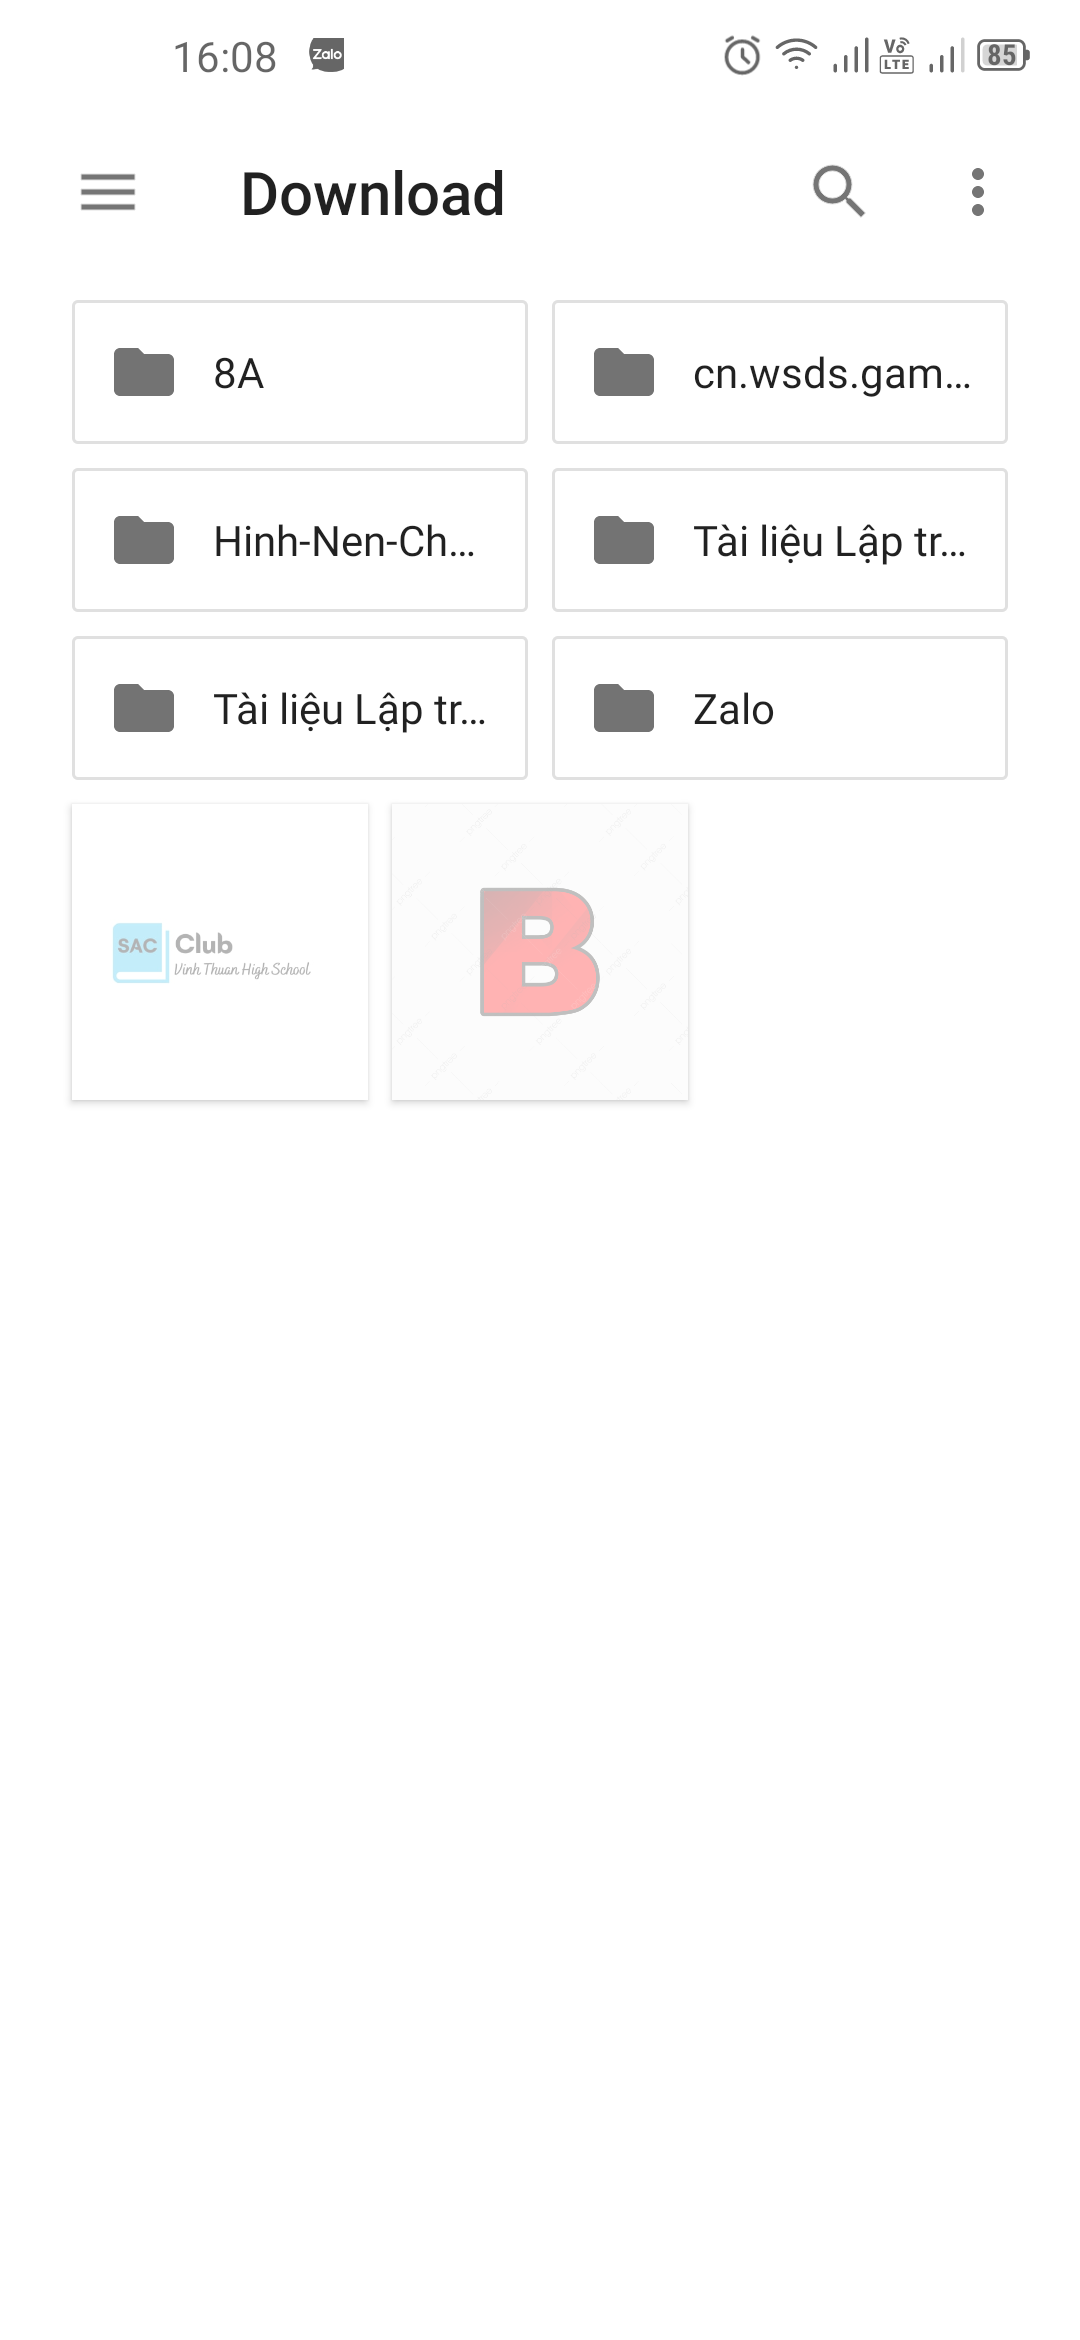 16:08 Zalo Vo LTE 85
Download
8A
cn.wsds.gam...
Hinh-Nen-Ch...
Tài liệu Lập tr...
Tài liệu Lập tr...
Zalo
SAC Club
Vinh Thuan High School
B